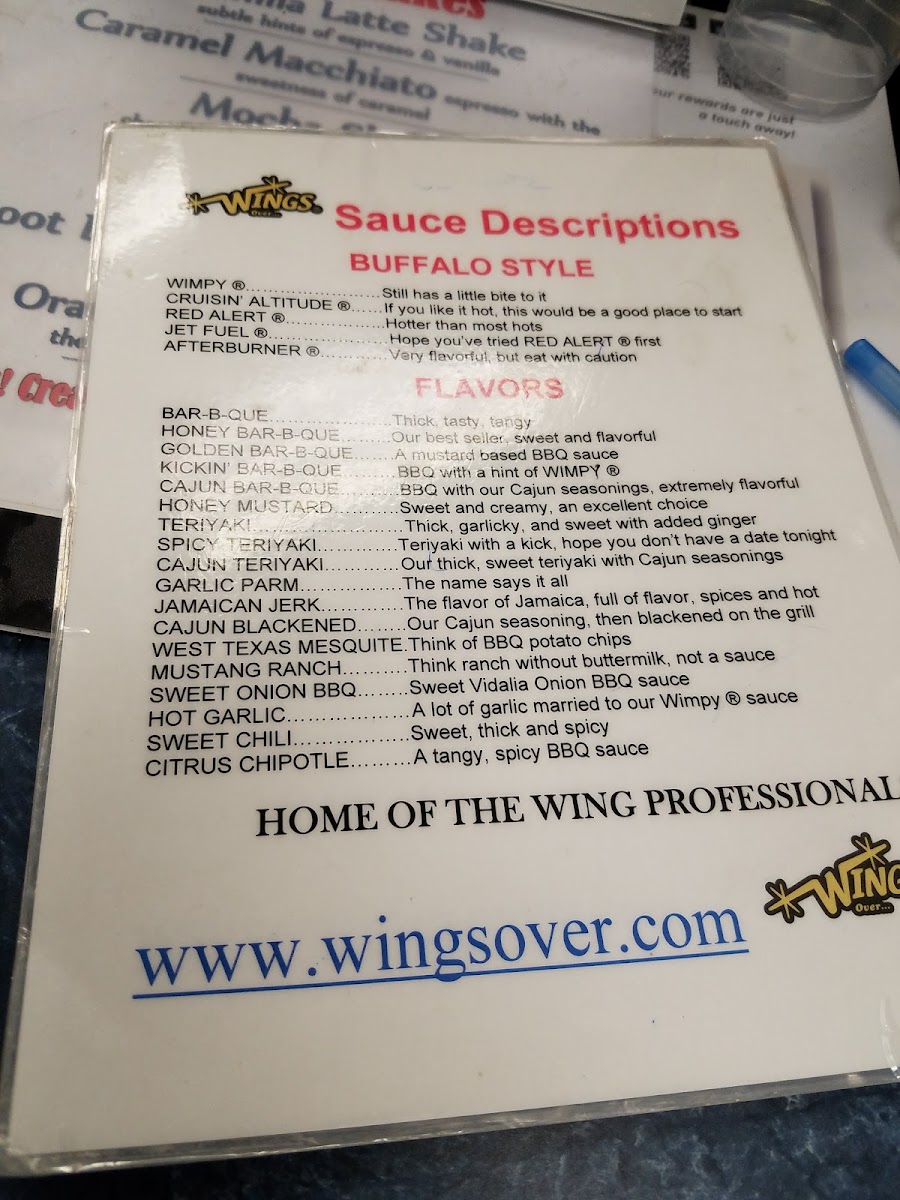 Latte Shake
subtle hints of espresso & vanilla
Caramel Macchiato espresso with the
sweetness of caramel
Mocha
our rewards are just
a touch away!
WINGS
Over...
Sauce Descriptions
BUFFALO STYLE
WIMPY ®........................Still has a little bite to it
CRUISIN' ALTITUDE ®......If you like it hot, this would be a good place to start
RED ALERT ®..................Hotter than most hots
JET FUEL ®......................Hope you've tried RED ALERT ® first
AFTERBURNER ®............Very flavorful, but eat with caution
FLAVORS
BAR-B-QUE......................Thick, tasty, tangy
HONEY BAR-B-QUE.........Our best seller, sweet and flavorful
GOLDEN BAR-B-QUE.......A mustard based BBQ sauce
KICKIN' BAR-B-QUE..........BBQ with a hint of WIMPY ®
CAJUN BAR-B-QUE...........BBQ with our Cajun seasonings, extremely flavorful
HONEY MUSTARD............Sweet and creamy, an excellent choice
TERIYAKI...........................Thick, garlicky, and sweet with added ginger
SPICY TERIYAKI...............Teriyaki with a kick, hope you don't have a date tonight
CAJUN TERIYAKI.............Our thick, sweet teriyaki with Cajun seasonings
GARLIC PARM..................The name says it all
JAMAICAN JERK..............The flavor of Jamaica, full of flavor, spices and hot
CAJUN BLACKENED........Our Cajun seasoning, then blackened on the grill
WEST TEXAS MESQUITE.Think of BBQ potato chips
MUSTANG RANCH...........Think ranch without buttermilk, not a sauce
SWEET ONION BBQ.........Sweet Vidalia Onion BBQ sauce
HOT GARLIC....................A lot of garlic married to our Wimpy ® sauce
SWEET CHILI...................Sweet, thick and spicy
CITRUS CHIPOTLE..........A tangy, spicy BBQ sauce
HOME OF THE WING PROFESSIONAL
WING
Over...
www.wingsover.com